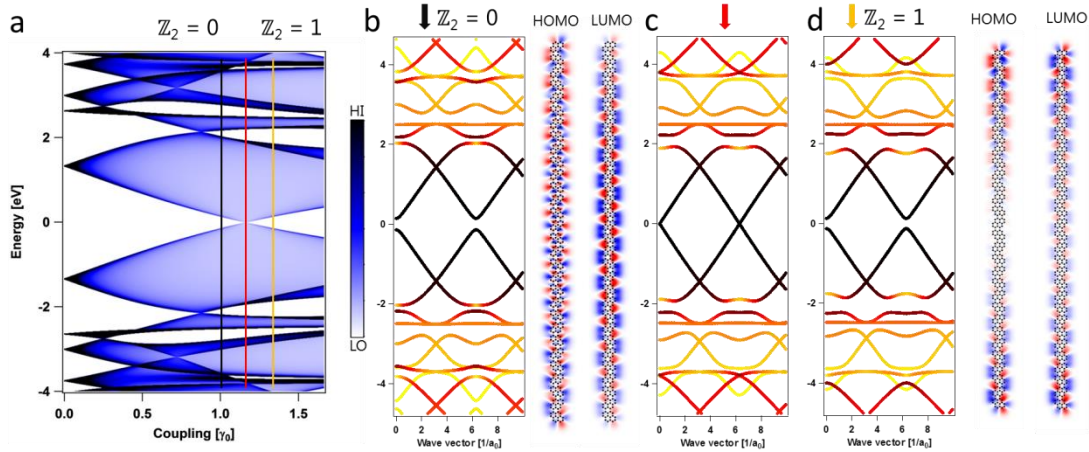 a
ℤ₂ = 0
ℤ₂ = 1
4
2
0
-2
-4
Energy [eV]
0.0
0.5
1.0
1.5
Coupling [γ₀]
HI
LO
b
ℤ₂ = 0
HOMO
LUMO
4
2
0
-2
-4
0
2
4
6
8
Wave vector [1/a₀]
c
4
2
0
-2
-4
0
2
4
6
8
Wave vector [1/a₀]
d
ℤ₂ = 1
HOMO
LUMO
4
2
0
-2
-4
0
2
4
6
8
Wave vector [1/a₀]